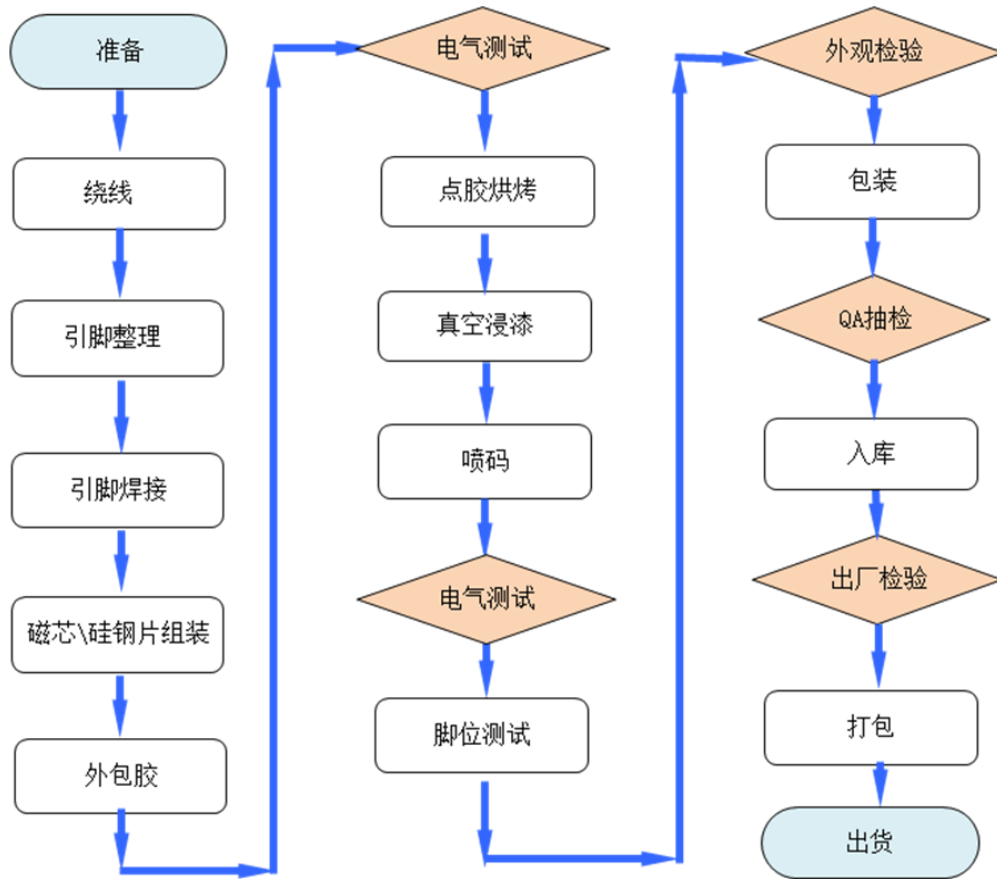 准备
绕线
引脚整理
引脚焊接
磁芯\硅钢片组装
外包胶
电气测试
点胶烘烤
真空浸漆
喷码
电气测试
脚位测试
外观检验
包装
QA抽检
入库
出厂检验
打包
出货